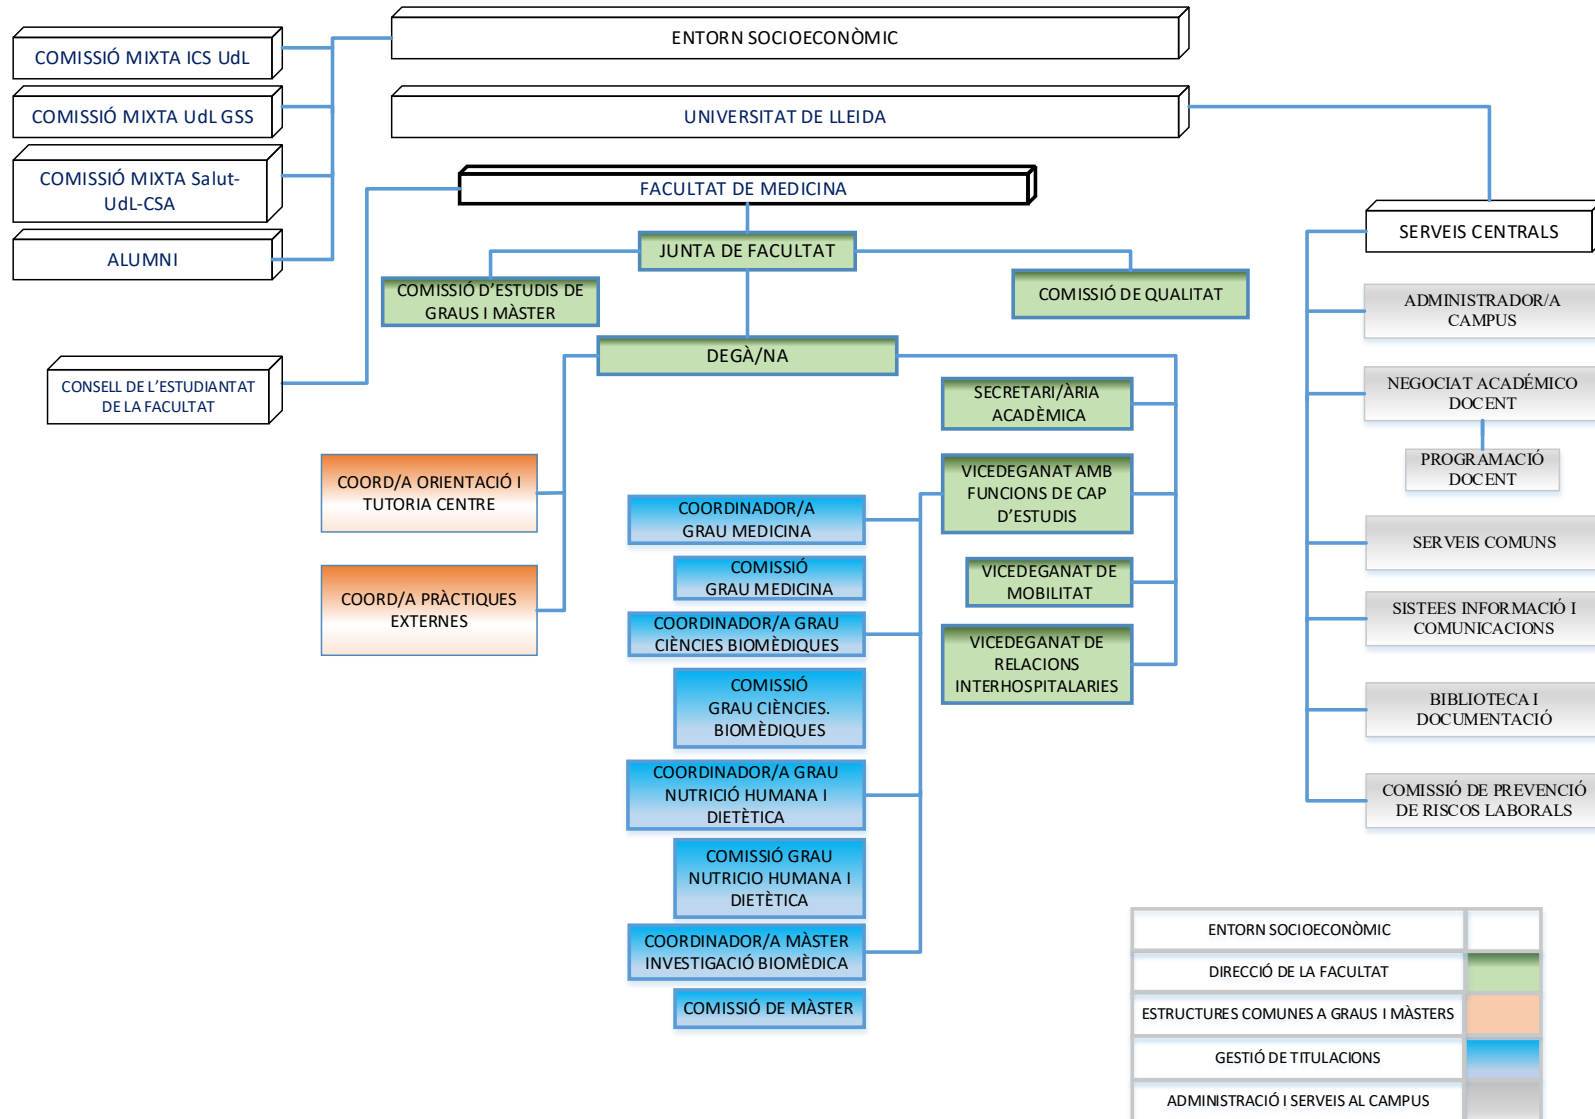 ENTORN SOCIOECONÒMIC
COMISSIÓ MIXTA ICS UdL
COMISSIÓ MIXTA UdL GSS
COMISSIÓ MIXTA Salut-
UdL-CSA
ALUMNI
UNIVERSITAT DE LLEIDA
FACULTAT DE MEDICINA
JUNTA DE FACULTAT
COMISSIÓ D'ESTUDIS DE
GRAUS I MÀSTER
COMISSIÓ DE QUALITAT
DEGÀ/NA
CONSELL DE L'ESTUDIANTAT
DE LA FACULTAT
SECRETARI/ÀRIA
ACADÈMICA
VICEDEGANAT AMB
FUNCIONS DE CAP
D'ESTUDIS
VICEDEGANAT DE
MOBILITAT
VICEDEGANAT DE
RELACIONS
INTERHOSPITALARIES
COORD/A ORIENTACIÓ I
TUTORIA CENTRE
COORD/A PRÀCTIQUES
EXTERNES
COORDINADOR/A
GRAU MEDICINA
COMISSIÓ
GRAU MEDICINA
COORDINADOR/A GRAU
CIÈNCIES BIOMÈDIQUES
COMISSIÓ
GRAU CIÈNCIES.
BIOMÈDIQUES
COORDINADOR/A GRAU
NUTRICIÓ HUMANA I
DIETÈTICA
COMISSIÓ GRAU
NUTRICIO HUMANA I
DIETÈTICA
COORDINADOR/A MÀSTER
INVESTIGACIÓ BIOMÈDICA
COMISSIÓ DE MÀSTER
SERVEIS CENTRALS
ADMINISTRADOR/A
CAMPUS
NEGOCIAT ACADÉMICO
DOCENT
PROGRAMACIÓ
DOCENT
SERVEIS COMUNS
SISTEES INFORMACIÓ I
COMUNICACIONS
BIBLIOTECA I
DOCUMENTACIÓ
COMISSIÓ DE PREVENCIÓ
DE RISCOS LABORALS
ENTORN SOCIOECONÒMIC
DIRECCIÓ DE LA FACULTAT
ESTRUCTURES COMUNES A GRAUS I MÀSTERS
GESTIÓ DE TITULACIONS
ADMINISTRACIÓ I SERVEIS AL CAMPUS